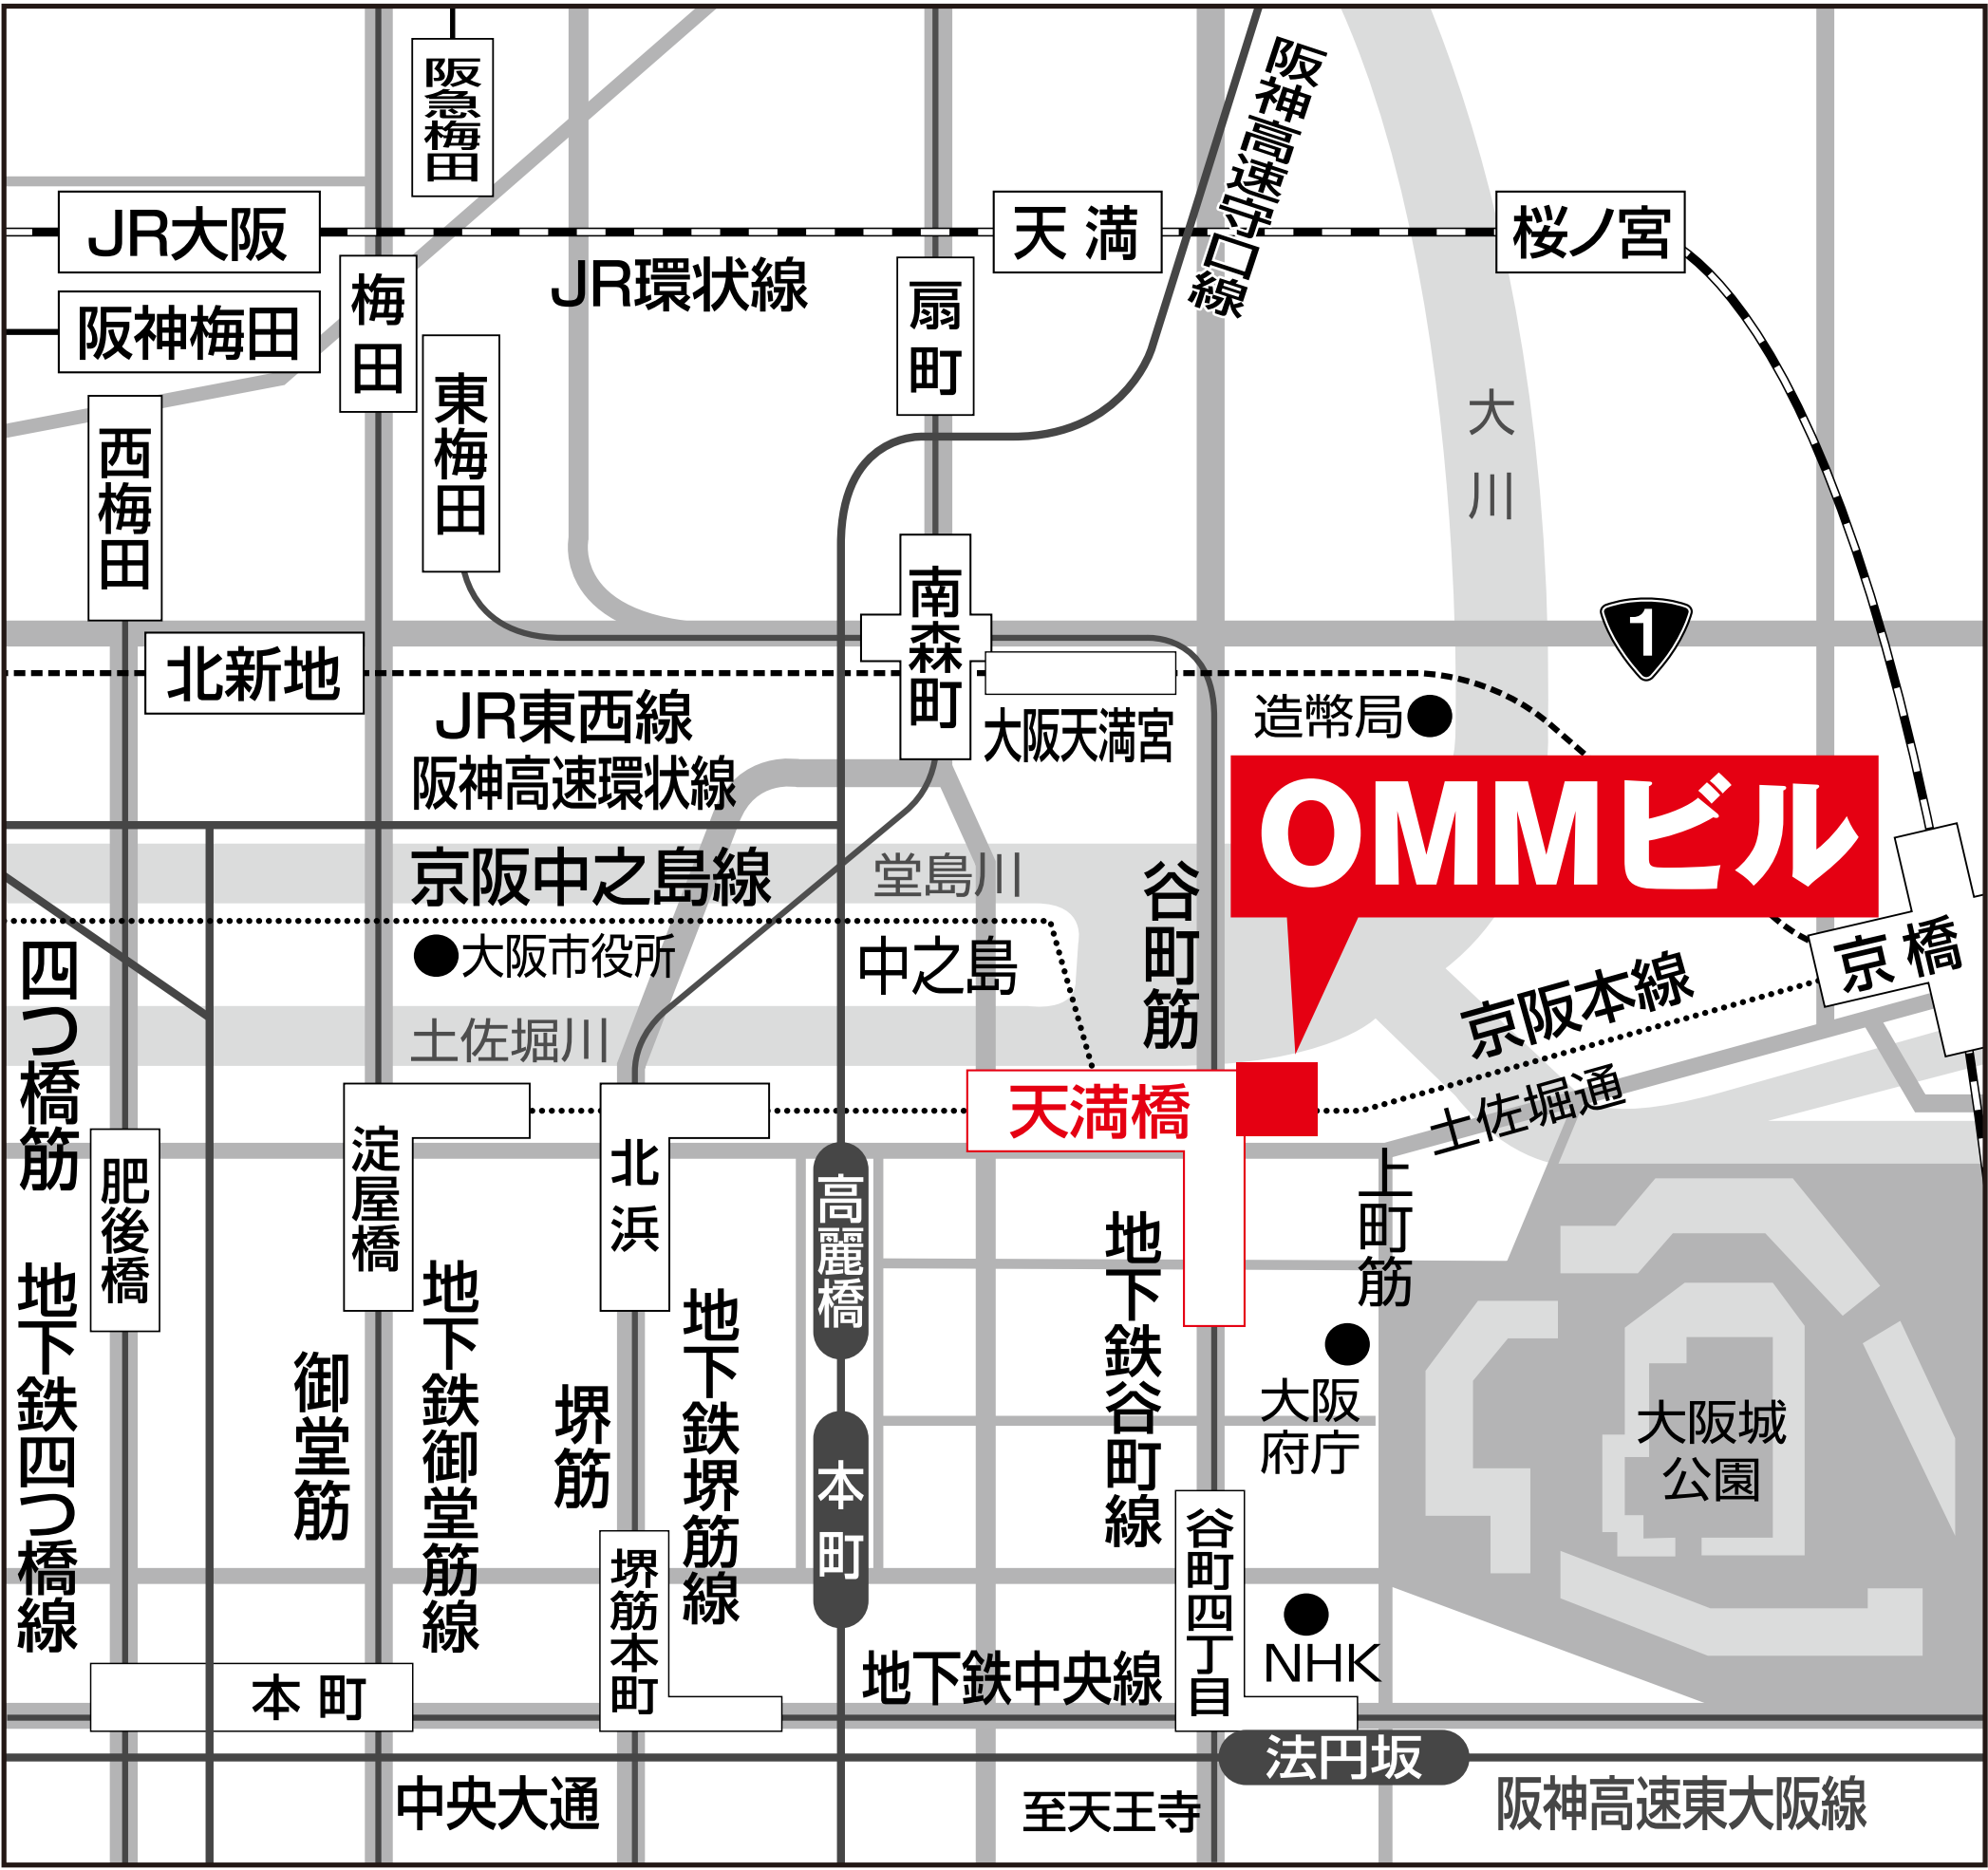 阪急梅田
阪神高速守口線
JR大阪
天満
桜ノ宮
梅田
JR環状線
扇町
阪神梅田
東梅田
西梅田
大川
南森町
1
北新地
JR東西線
大阪天満宮
造幣局
阪神高速環状線
OMMビル
京阪中之島線
堂島川
谷町筋
中之島
大阪市役所
京橋
京阪本線
四つ橋筋
土佐堀川
土佐堀通
天満橋
淀屋橋
北浜
肥後橋
高麗橋
上町筋
地下鉄四つ橋線
御堂筋
地下鉄御堂筋線
堺筋
地下鉄堺筋線
地下鉄谷町線
大阪
府庁
大阪城
公園
本町
谷町四丁目
堺筋本町
NHK
地下鉄中央線
本町
法円坂
中央大通
至天王寺
阪神高速東大阪線